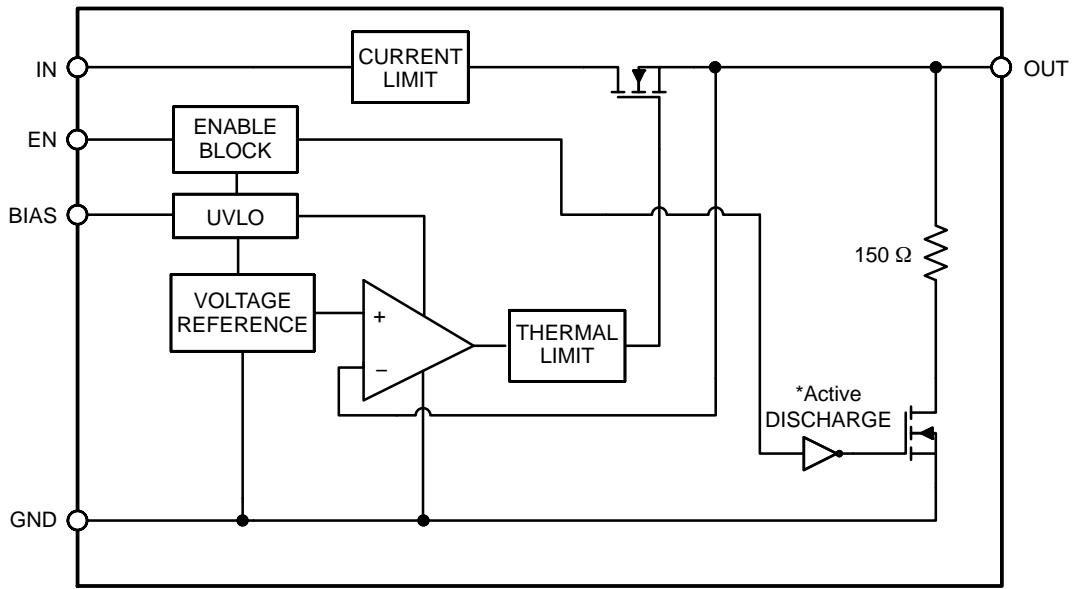 CURRENT
LIMIT
IN
OUT
ENABLE
BLOCK
EN
BIAS
UVLO
150 Ω
VOLTAGE
REFERENCE
+
−
THERMAL
LIMIT
*Active
DISCHARGE
GND